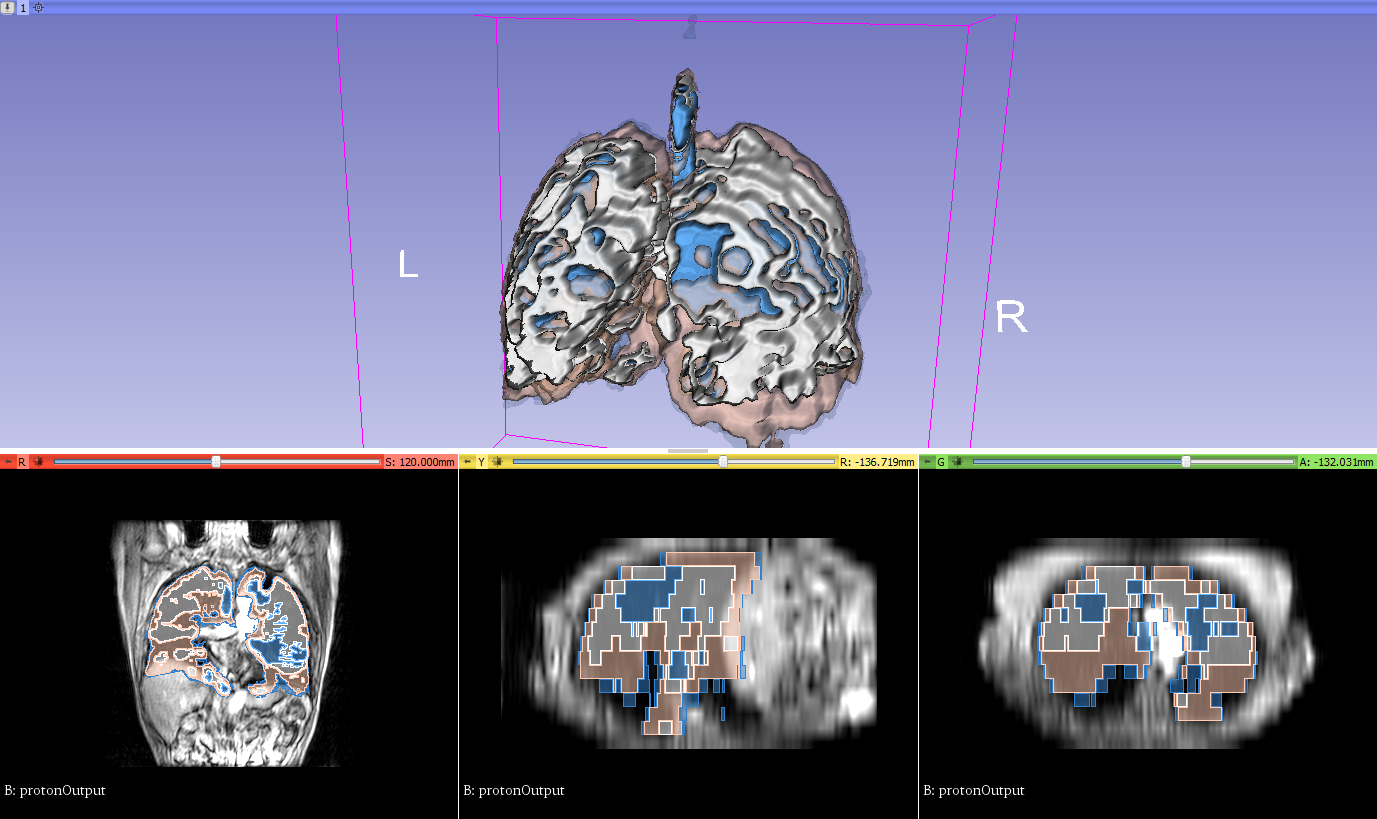 1
L
R
R
S: 120.000mm
Y
R: -136.719mm
G
A: -132.031mm
B: protonOutput
B: protonOutput
B: protonOutput